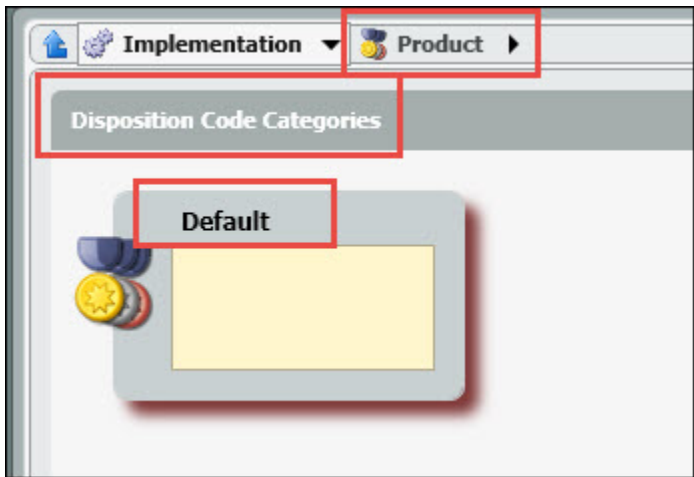 Implementation Product
Disposition Code Categories
Default